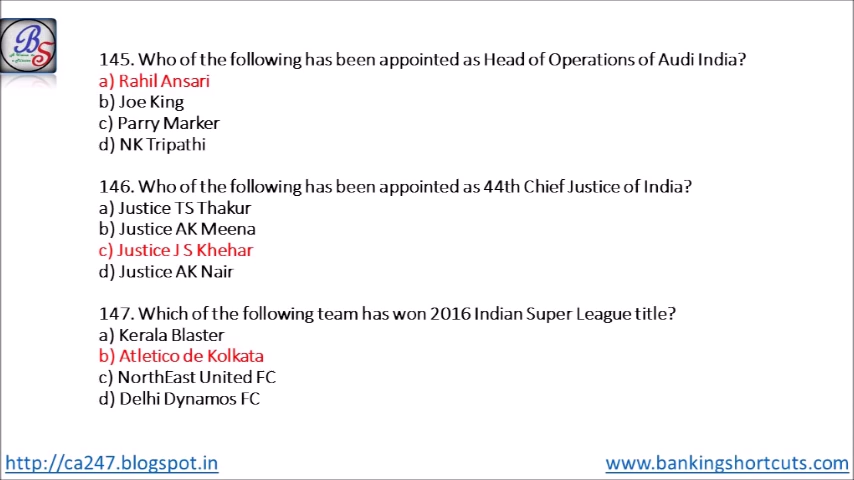 BS
145. Who of the following has been appointed as Head of Operations of Audi India?
a) Rahil Ansari
b) Joe King
c) Parry Marker
d) NK Tripathi
146. Who of the following has been appointed as 44th Chief Justice of India?
a) Justice TS Thakur
b) Justice AK Meena
c) Justice J S Khehar
d) Justice AK Nair
147. Which of the following team has won 2016 Indian Super League title?
a) Kerala Blaster
b) Atletico de Kolkata
c) NorthEast United FC
d) Delhi Dynamos FC
http://ca247.blogspot.in
www.bankingshortcuts.com